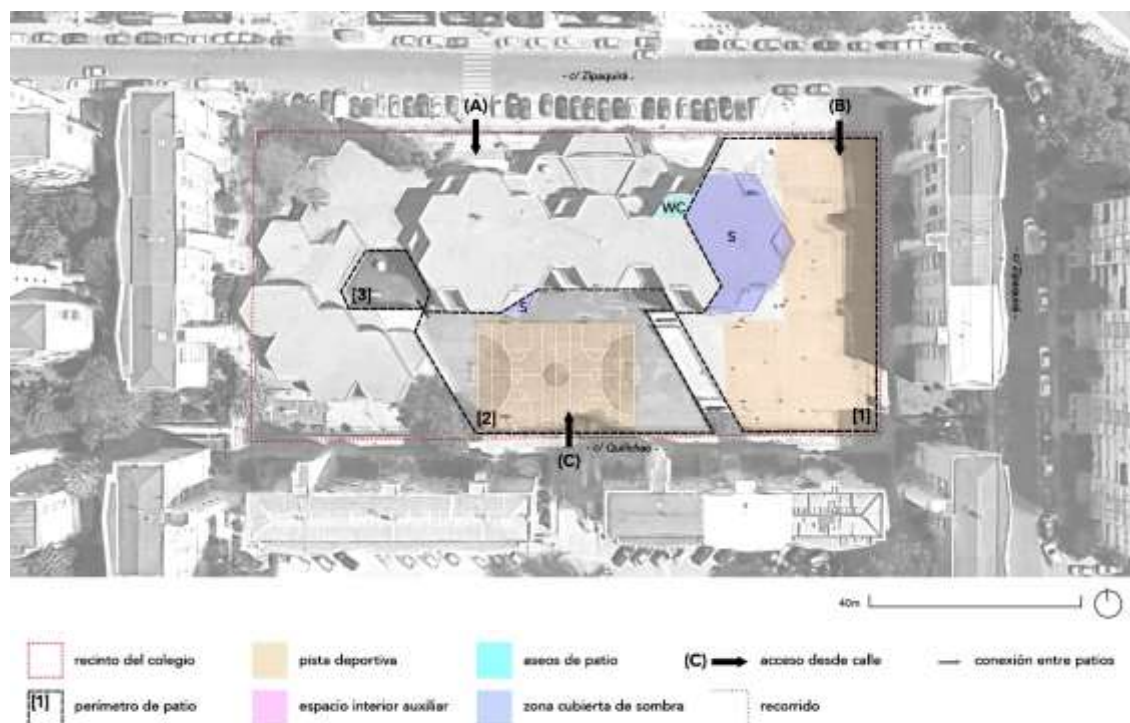 - c/ Zipaquirá -
(A)
(B)
WC
S
- c/ Zipaquirá -
[3]
S
[2]
[1]
- c/ Quilichao -
(C)
40m
recinto del colegio
pista deportiva
aseos de patio
(C) acceso desde calle
conexión entre patios
[1] perímetro de patio
espacio interior auxiliar
zona cubierta de sombra
recorrido